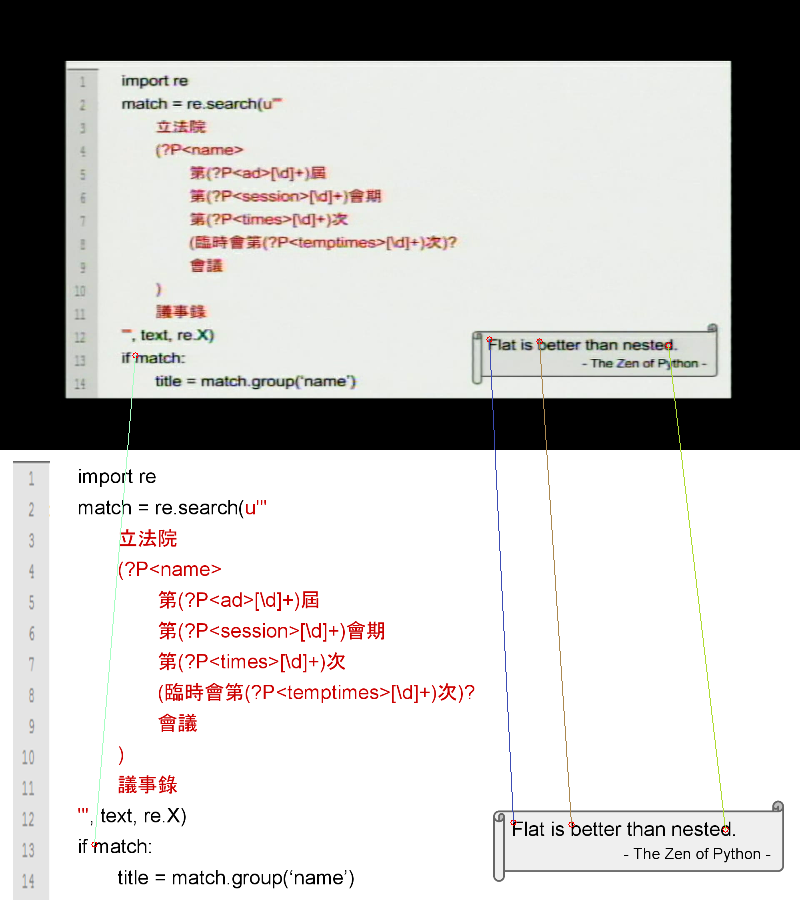 1 import re
2 match = re.search(u'''
3 立法院
4 (?P<name>
5 第(?P<ad>[\d]+)屆
6 第(?P<session>[\d]+)會期
7 第(?P<times>[\d]+)次
8 (臨時會第(?P<temptimes>[\d]+)次)?
9 會議
10 )
11 議事錄
12 ''', text, re.X)
13 if match:
14 title = match.group(‘name’)
Flat is better than nested.
- The Zen of Python -
1 import re
2 match = re.search(u'''
3 立法院
4 (?P<name>
5 第(?P<ad>[\d]+)屆
6 第(?P<session>[\d]+)會期
7 第(?P<times>[\d]+)次
8 (臨時會第(?P<temptimes>[\d]+)次)?
9 會議
10 )
11 議事錄
12 ''', text, re.X)
13 if match:
14 title = match.group(‘name’)
Flat is better than nested.
- The Zen of Python -